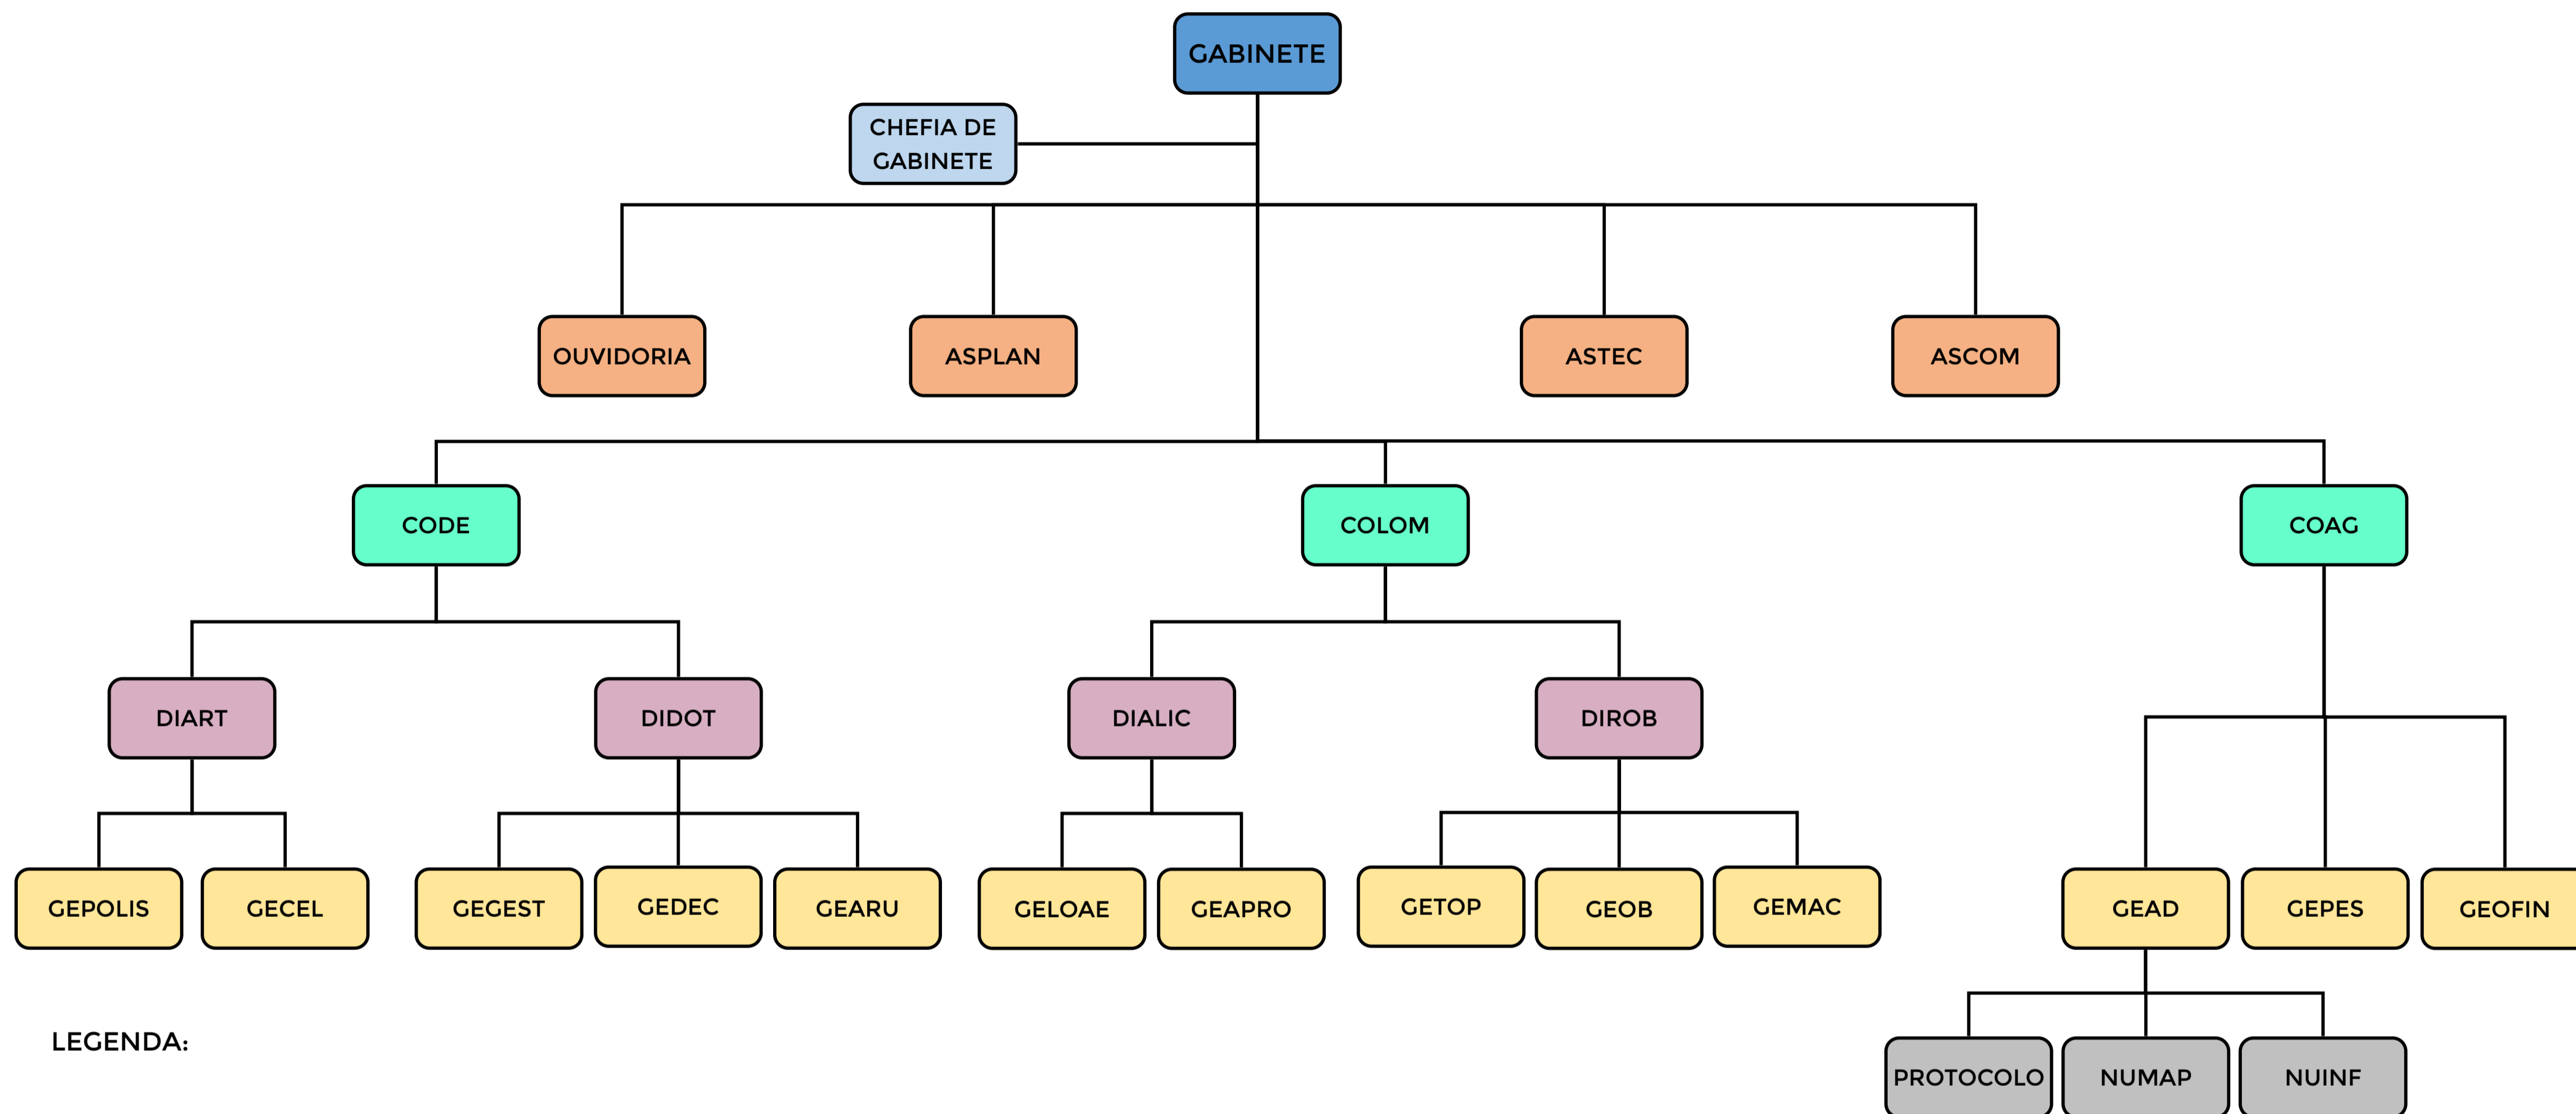 GABINETE
CHEFIA DE
GABINETE
OUVIDORIA
ASPLAN
ASTEC
ASCOM
CODE
COLOM
COAG
DIART
DIDOT
DIALIC
DIROB
GEPOLIS
GECEL
GEGEST
GEDEC
GEARU
GELOAE
GEAPRO
GETOP
GEOB
GEMAC
GEAD
GEPES
GEOFIN
LEGENDA:
PROTOCOLO
NUMAP
NUINF